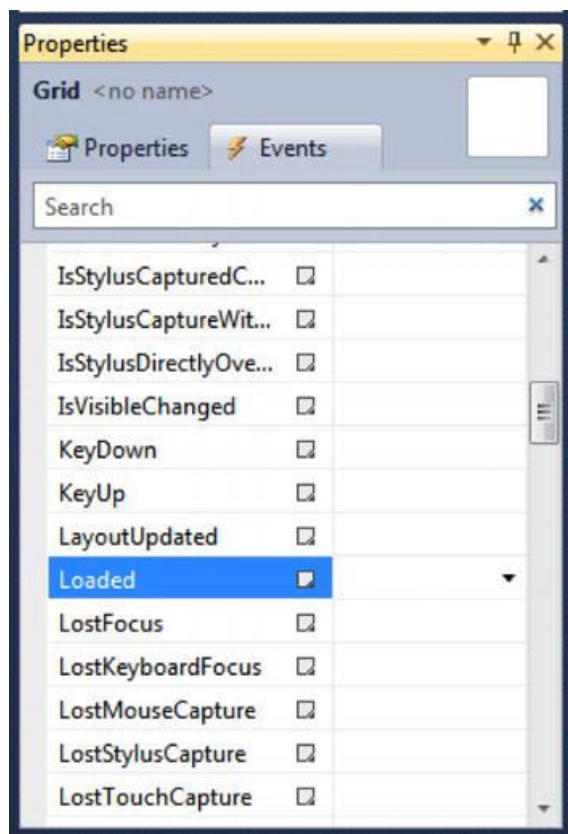 Properties
Grid <no name>
Properties Events
Search
IsStylusCapturedC...
IsStylusCaptureWit...
IsStylusDirectlyOve...
IsVisibleChanged
KeyDown
KeyUp
LayoutUpdated
Loaded
LostFocus
LostKeyboardFocus
LostMouseCapture
LostStylusCapture
LostTouchCapture